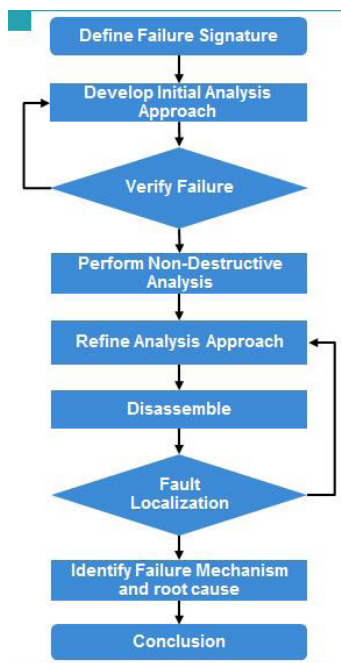 Define Failure Signature
Develop Initial Analysis
Approach
Verify Failure
Perform Non-Destructive
Analysis
Refine Analysis Approach
Disassemble
Fault
Localization
Identify Failure Mechanism
and root cause
Conclusion